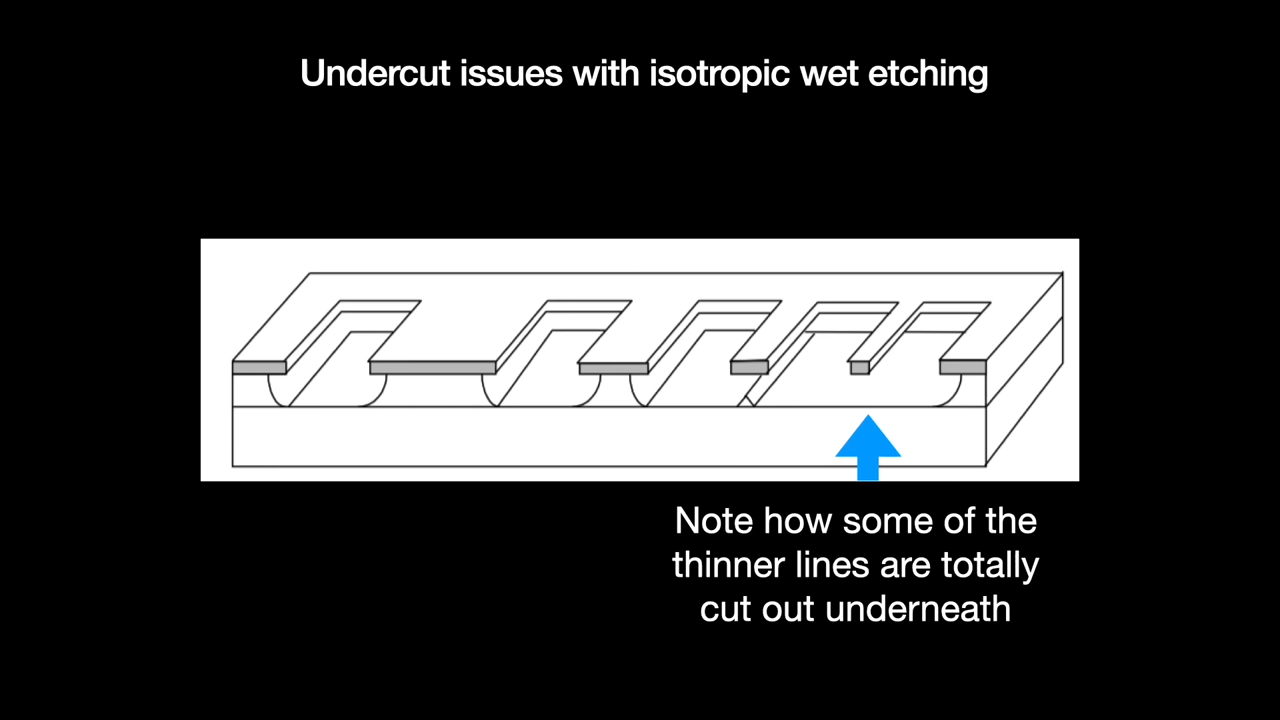 Undercut issues with isotropic wet etching
Note how some of the
thinner lines are totally
cut out underneath